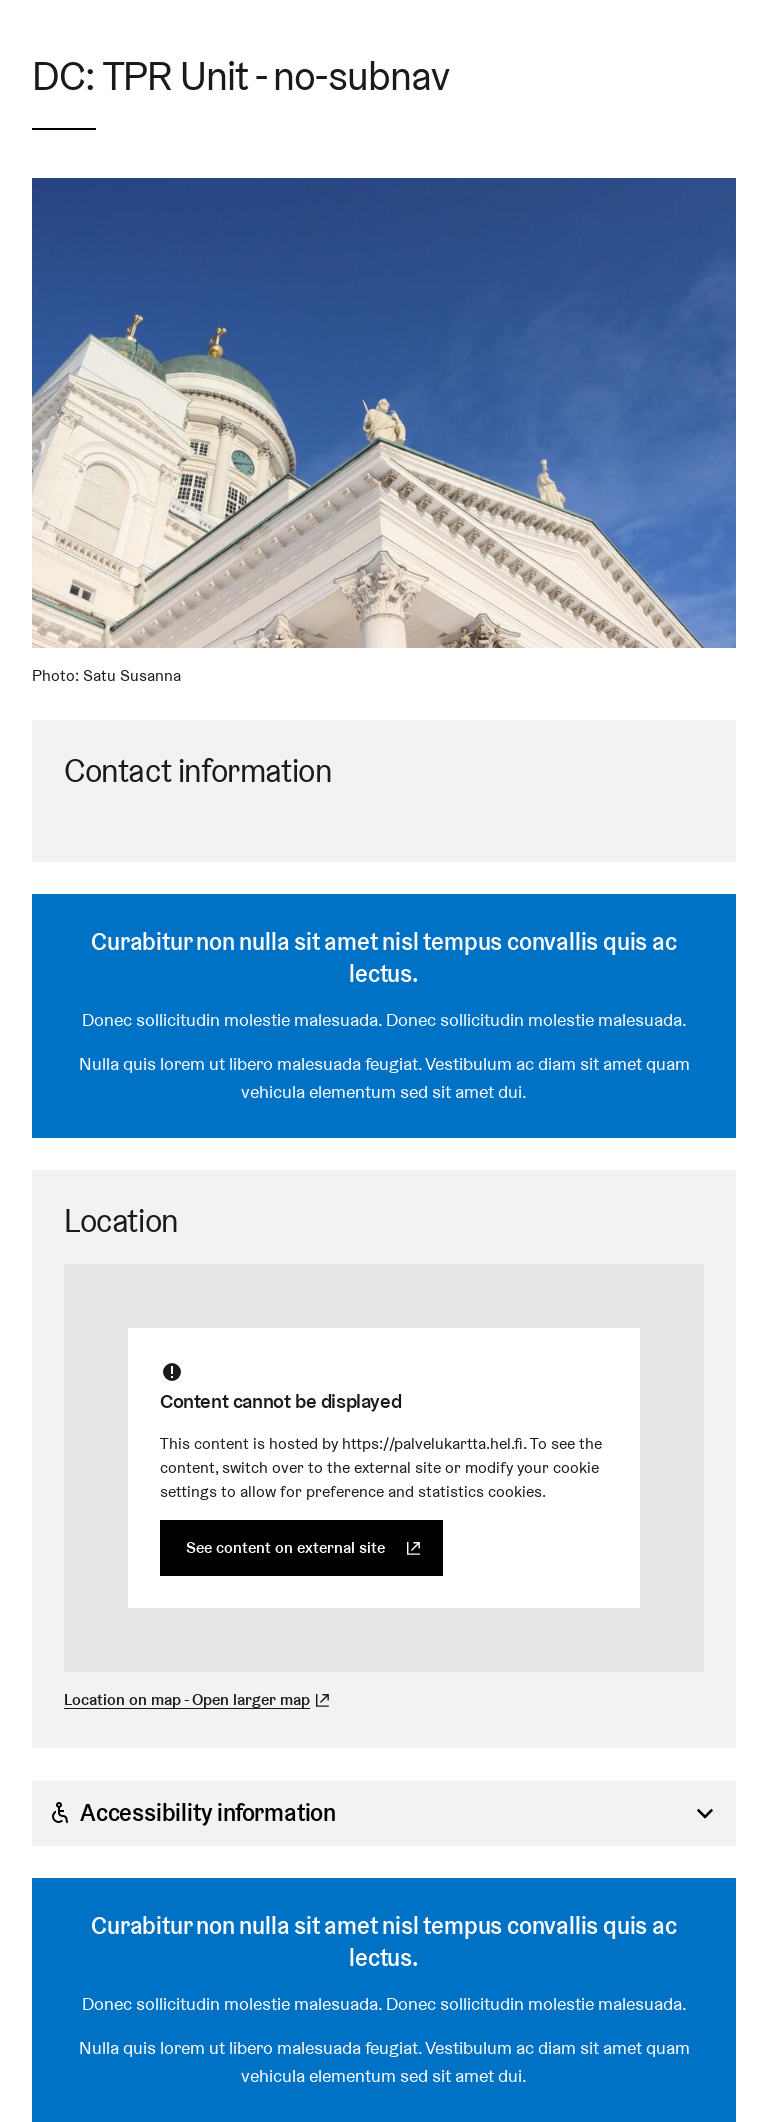 DC: TPR Unit - no-subnav
Photo: Satu Susanna
Contact information
Curabitur non nulla sit amet nisl tempus convallis quis ac
lectus.
Donec sollicitudin molestie malesuada. Donec sollicitudin molestie malesuada.
Nulla quis lorem ut libero malesuada feugiat. Vestibulum ac diam sit amet quam
vehicula elementum sed sit amet dui.
Location
Content cannot be displayed
This content is hosted by https://palvelukartta.hel.fi. To see the
content, switch over to the external site or modify your cookie
settings to allow for preference and statistics cookies.
See content on external site
Location on map - Open larger map
Accessibility information
Curabitur non nulla sit amet nisl tempus convallis quis ac
lectus.
Donec sollicitudin molestie malesuada. Donec sollicitudin molestie malesuada.
Nulla quis lorem ut libero malesuada feugiat. Vestibulum ac diam sit amet quam
vehicula elementum sed sit amet dui.